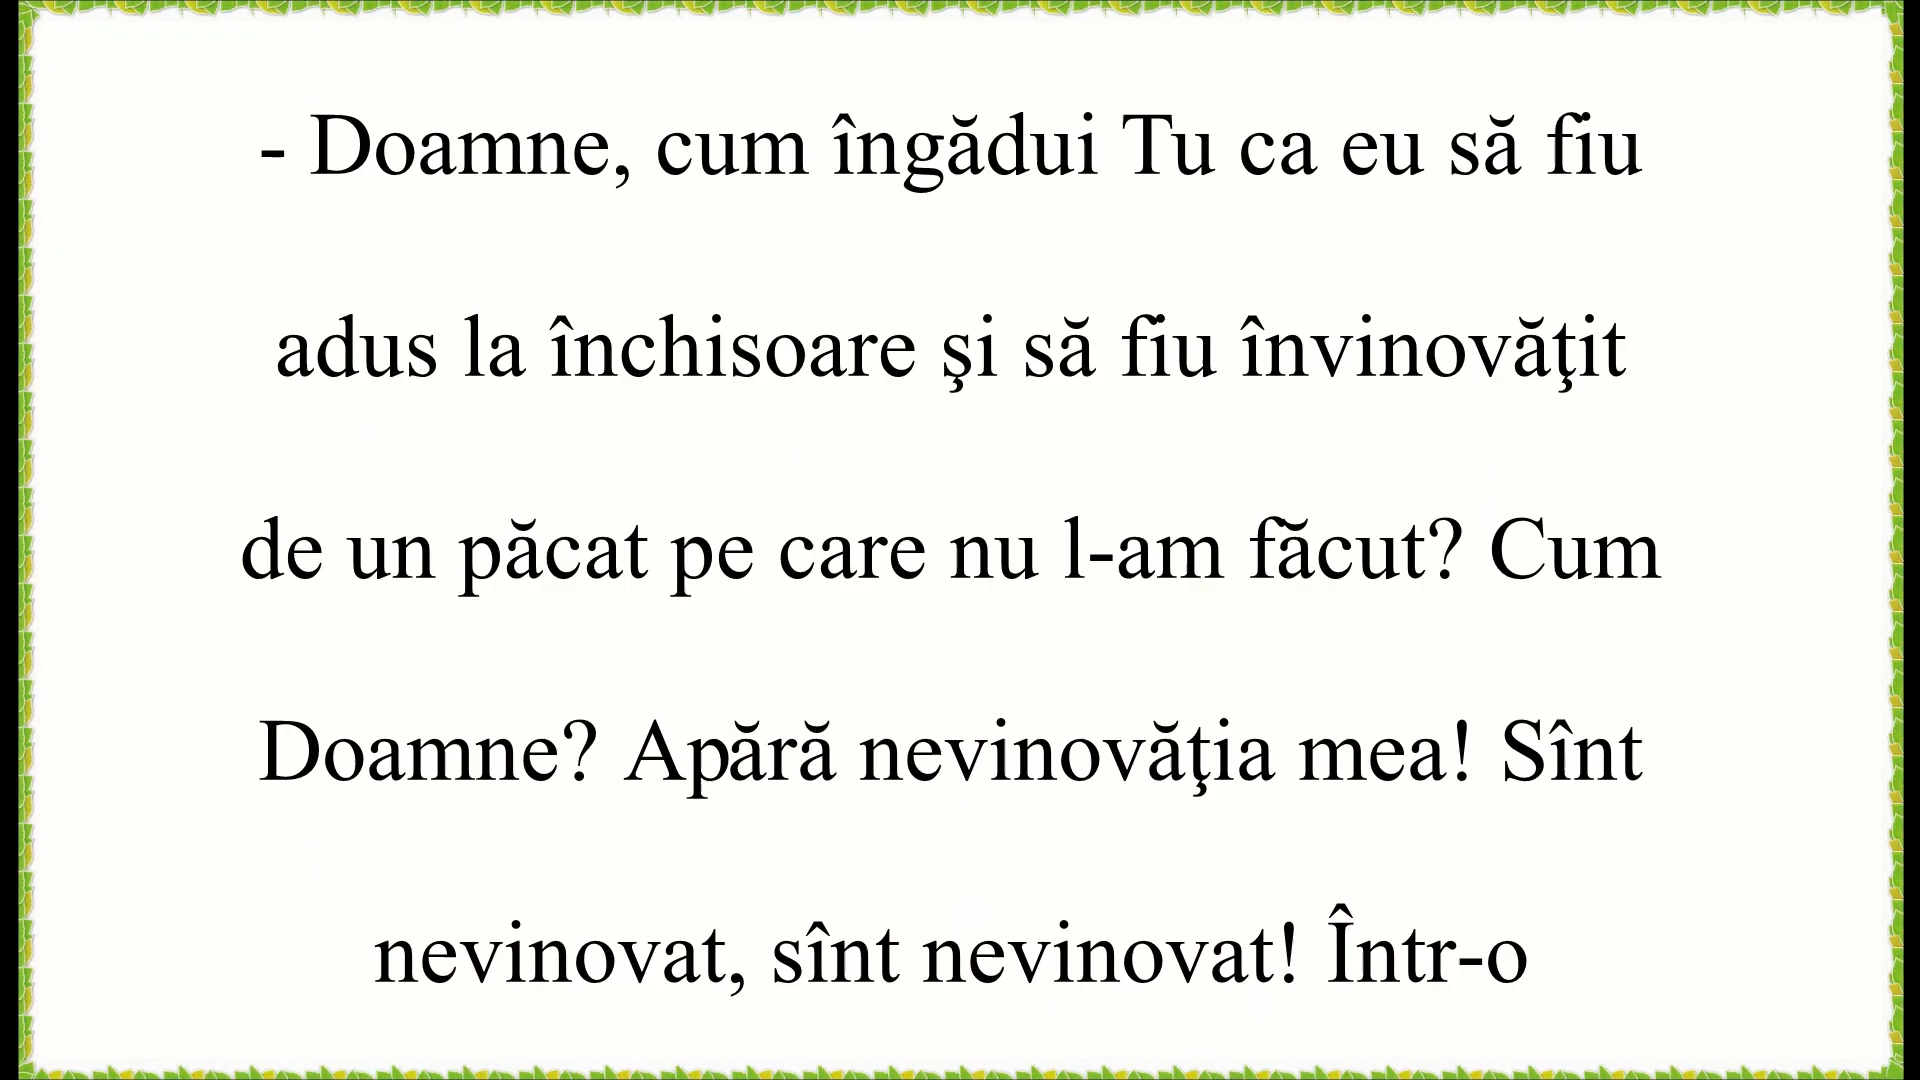 - Doamne, cum îngădui Tu ca eu să fiu
adus la închisoare şi să fiu învinovăţit
de un păcat pe care nu l-am făcut? Cum
Doamne? Apără nevinovăţia mea! Sînt
nevinovat, sînt nevinovat! Într-o